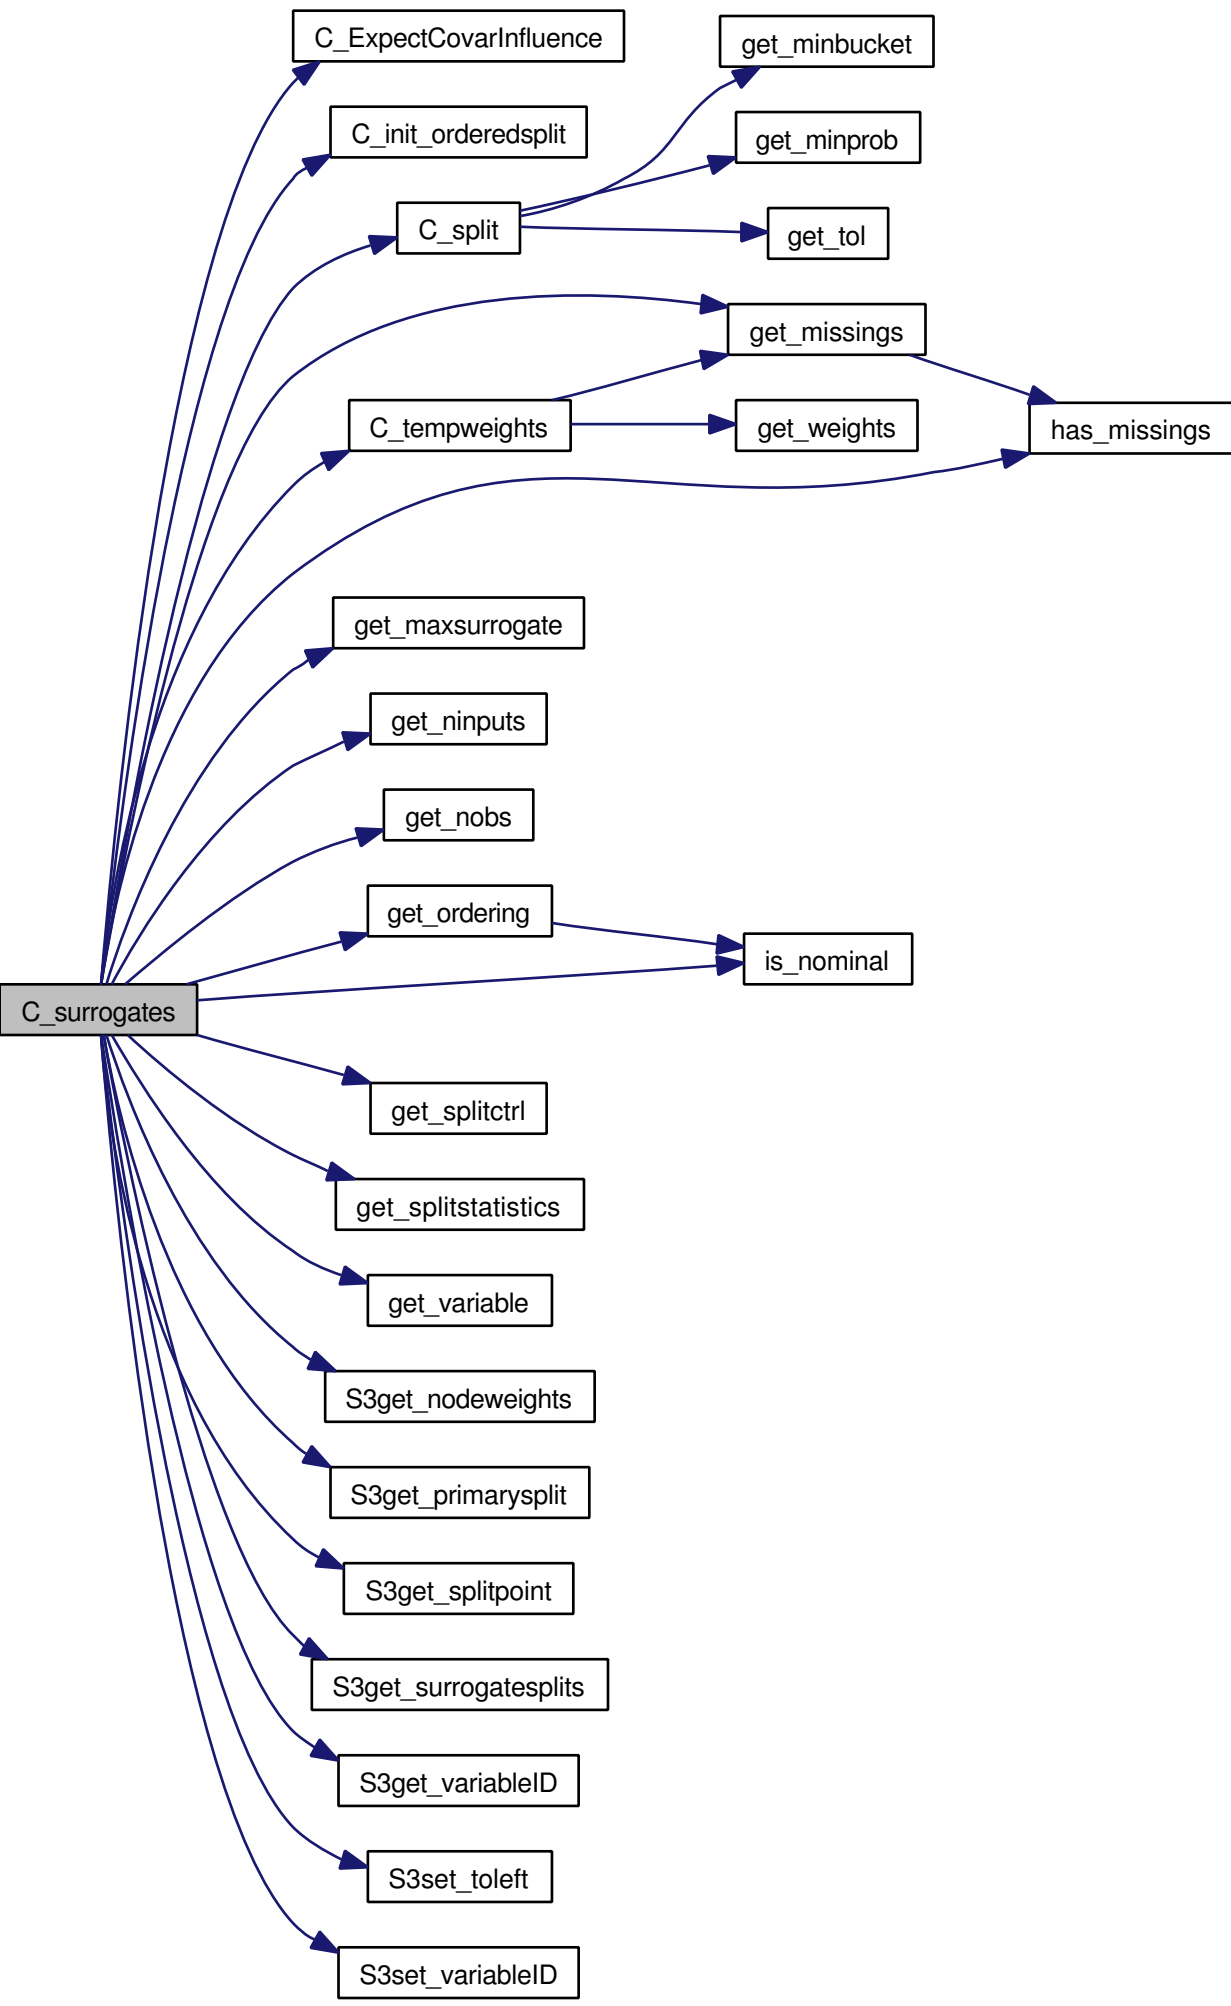 C_ExpectCovarInfluence
get_minbucket
C_init_orderedsplit
get_minprob
C_split
get_tol
get_missings
C_tempweights
get_weights
has_missings
get_maxsurrogate
get_ninputs
get_nobs
get_ordering
is_nominal
C_surrogates
get_splitctrl
get_splitstatistics
get_variable
S3get_nodeweights
S3get_primarysplit
S3get_splitpoint
S3get_surrogatesplits
S3get_variableID
S3set_toleft
S3set_variableID